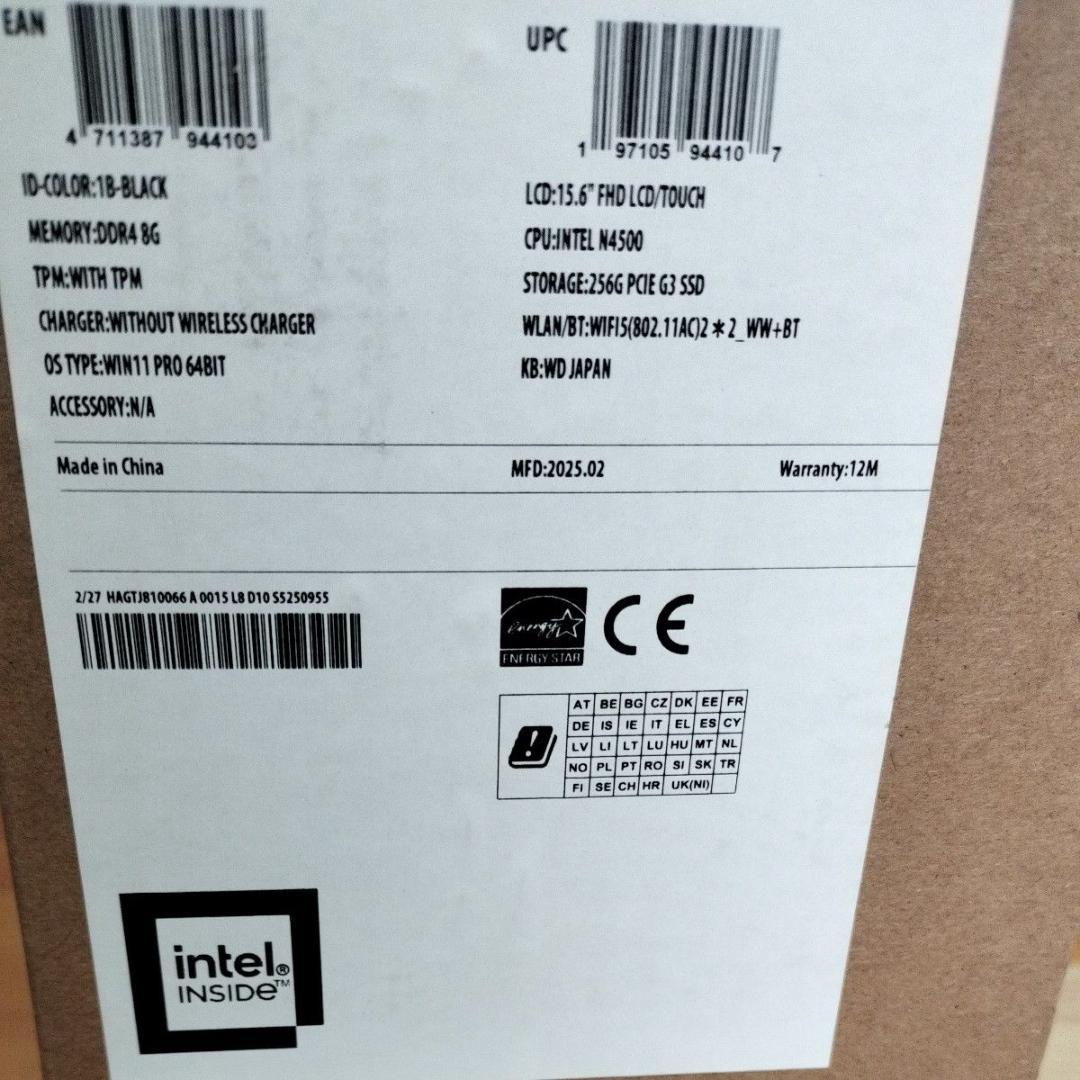 EAN
4 711387 944103
UPC
1 97105 94410 7
ID-COLOR:1B-BLACK
LCD:15.6" FHD LCD/TOUCH
MEMORY:DDR4 8G
CPU:INTEL N4500
TPM:WITH TPM
STORAGE:256G PCIE G3 SSD
CHARGER:WITHOUT WIRELESS CHARGER
WLAN/BT:WIFI5(802.11AC)2*2_WW+BT
OS TYPE:WIN11 PRO 64BIT
KB:WD JAPAN
ACCESSORY:N/A
Made in China
MFD:2025.02
Warranty:12M
2/27 HAGTJ810066 A 0015 L8 D10 S5250955
energy
ENERGY STAR
CE
AT BE BG CZ DK EE FR
DE IS IE IT EL ES CY
LV LI LT LU HU MT NL
NO PL PT RO SI SK TR
FI SE CH HR UK(NI)
intel®
INSIDE™